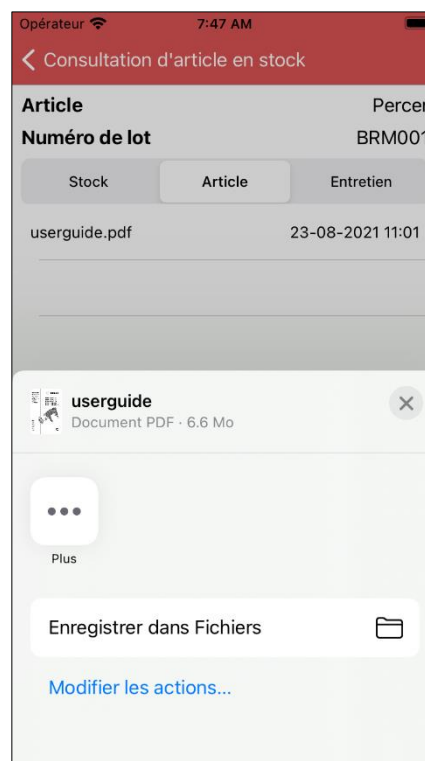 Opérateur 7:47 AM
Consultation d'article en stock
Article Percer
Numéro de lot BRM001
Stock Article Entretien
userguide.pdf 23-08-2021 11:01
userguide
Document PDF · 6.6 Mo
Plus
Enregistrer dans Fichiers
Modifier les actions...